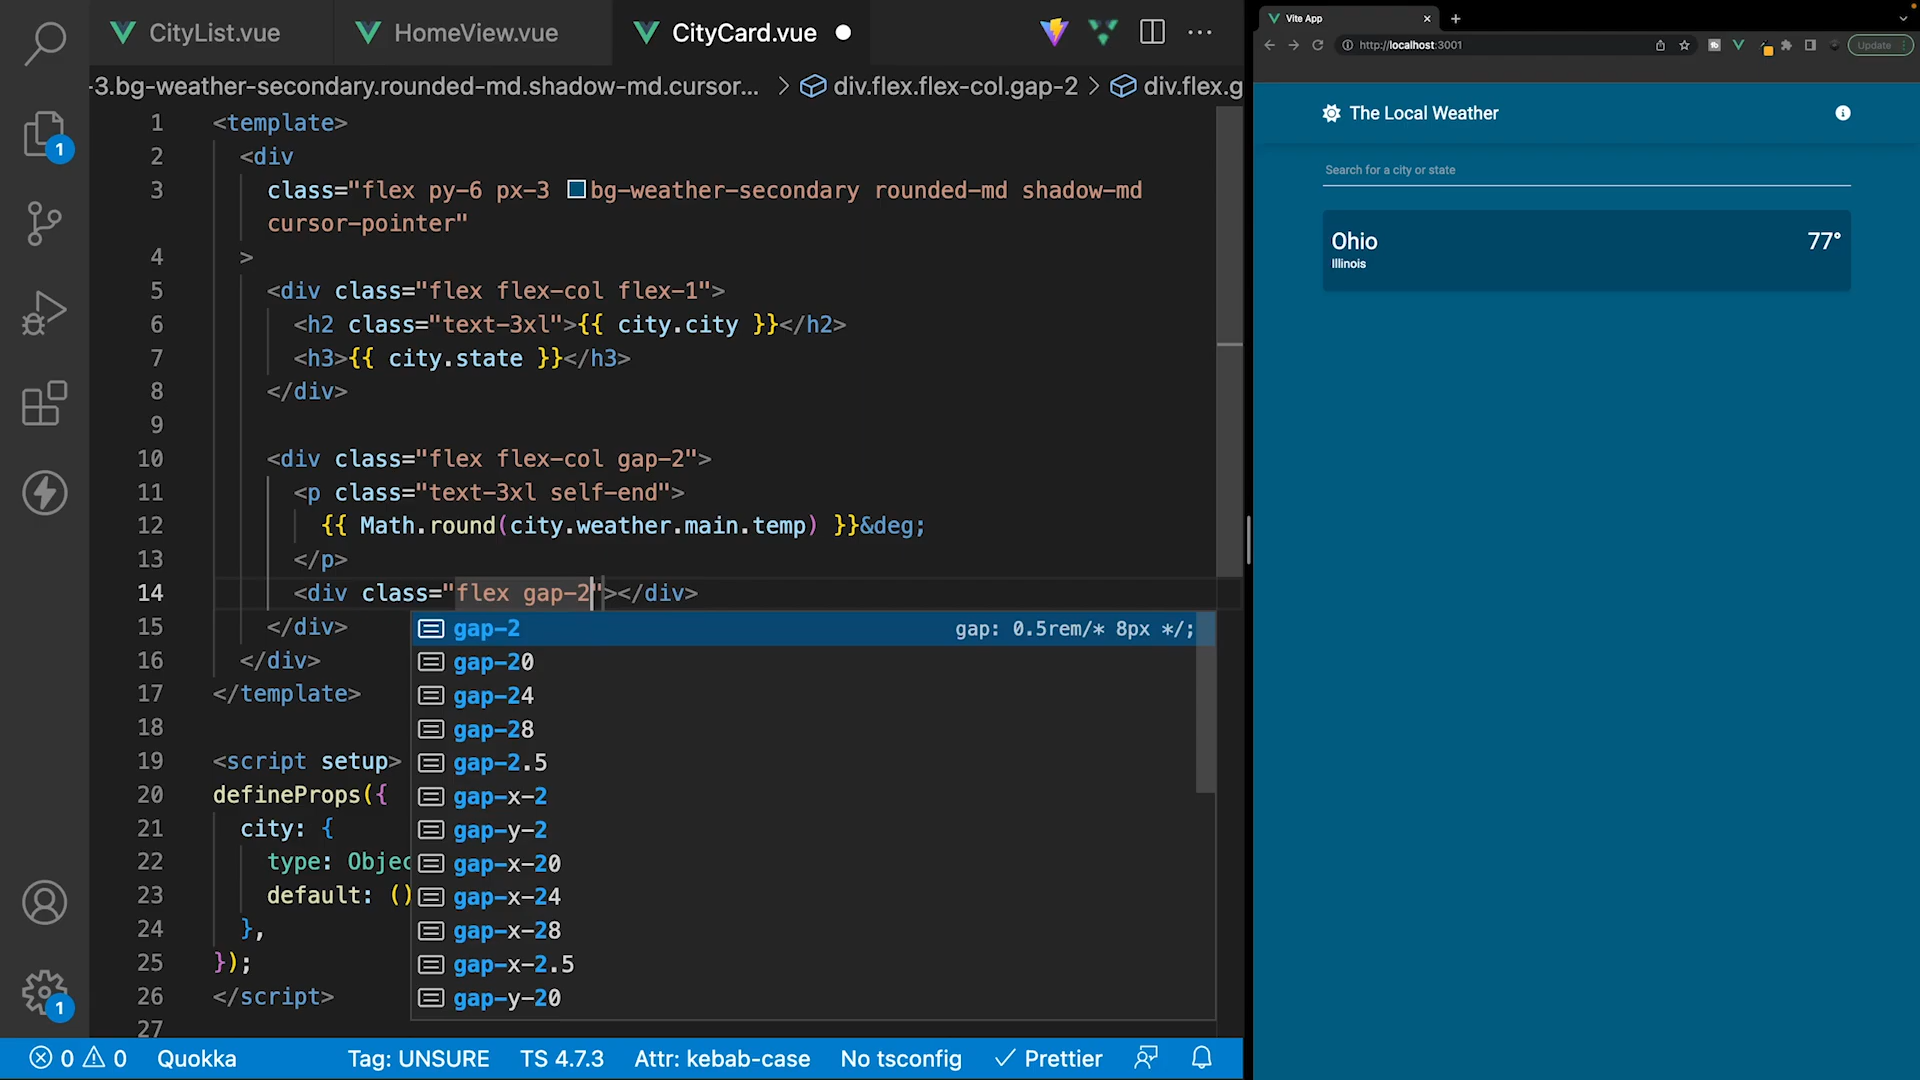 CityList.vue
HomeView.vue
CityCard.vue
-3.bg-weather-secondary.rounded-md.shadow-md.cursor... > div.flex.flex-col.gap-2 > div.flex.g
1 <template>
2 <div
3 class="flex py-6 px-3 bg-weather-secondary rounded-md shadow-md
cursor-pointer"
4 >
5 <div class="flex flex-col flex-1">
6 <h2 class="text-3xl">{{ city.city }}</h2>
7 <h3>{{ city.state }}</h3>
8 </div>
9
10 <div class="flex flex-col gap-2">
11 <p class="text-3xl self-end">
12 {{ Math.round(city.weather.main.temp) }}&deg;
13 </p>
14 <div class="flex gap-2"></div>
15 </div>
16 </div>
17 </template>
18
19 <script setup>
20 defineProps({
21 city: {
22 type: Objec
23 default: ()
24 },
25 });
26 </script>
27
gap-2 gap: 0.5rem/* 8px */;
gap-20
gap-24
gap-28
gap-2.5
gap-x-2
gap-y-2
gap-x-20
gap-x-24
gap-x-28
gap-x-2.5
gap-y-20
1
1
0 0 Quokka Tag: UNSURE TS 4.7.3 Attr: kebab-case No tsconfig Prettier
Vite App
http://localhost:3001
Update
The Local Weather
Search for a city or state
Ohio 77°
Illinois